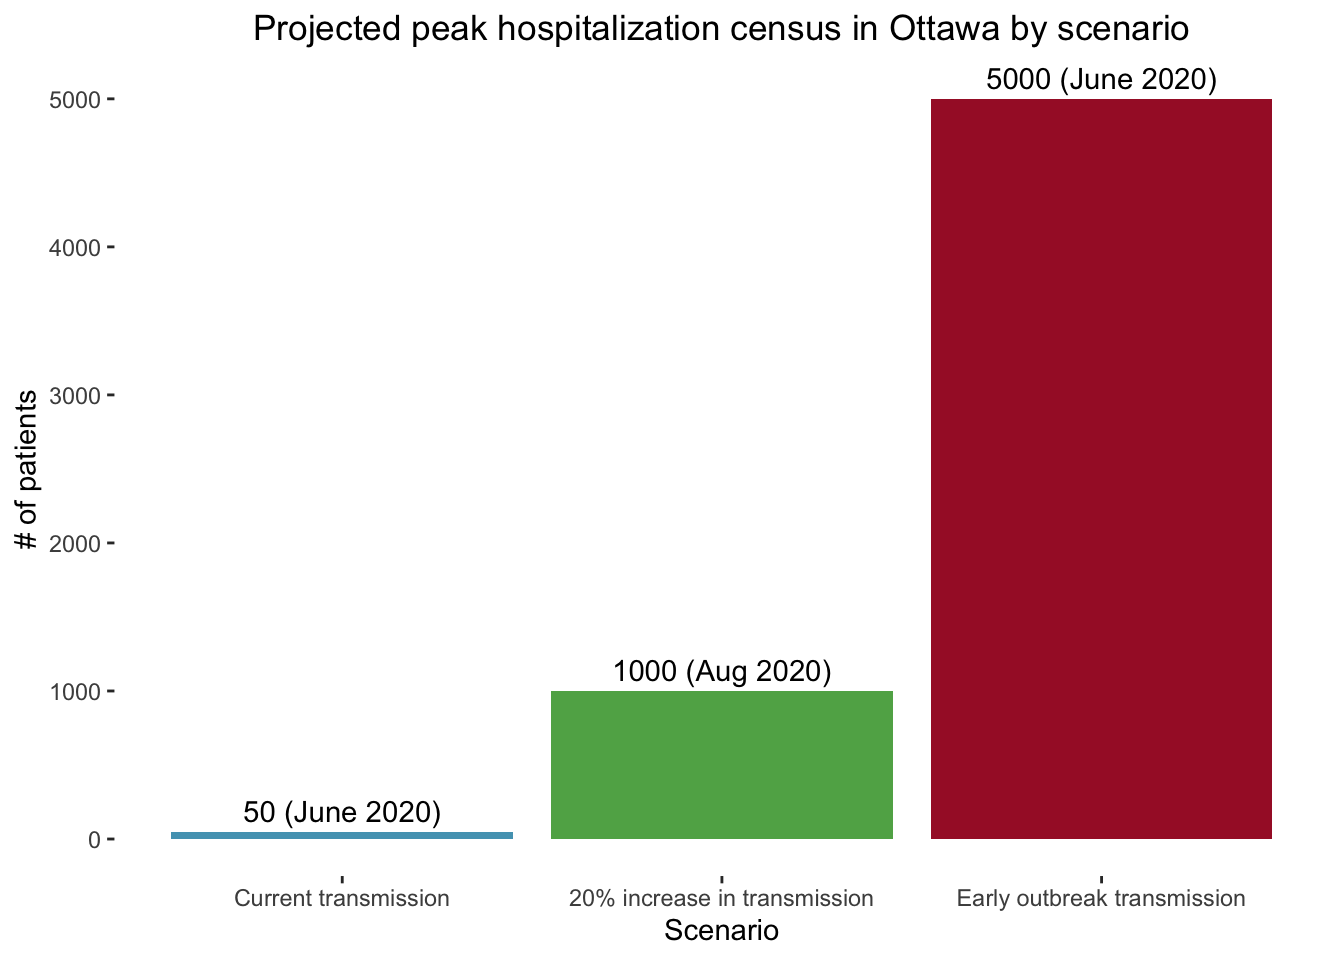 Projected peak hospitalization census in Ottawa by scenario
5000 (June 2020)
5000
4000
3000
2000
1000
0
# of patients
1000 (Aug 2020)
50 (June 2020)
Current transmission
20% increase in transmission
Early outbreak transmission
Scenario